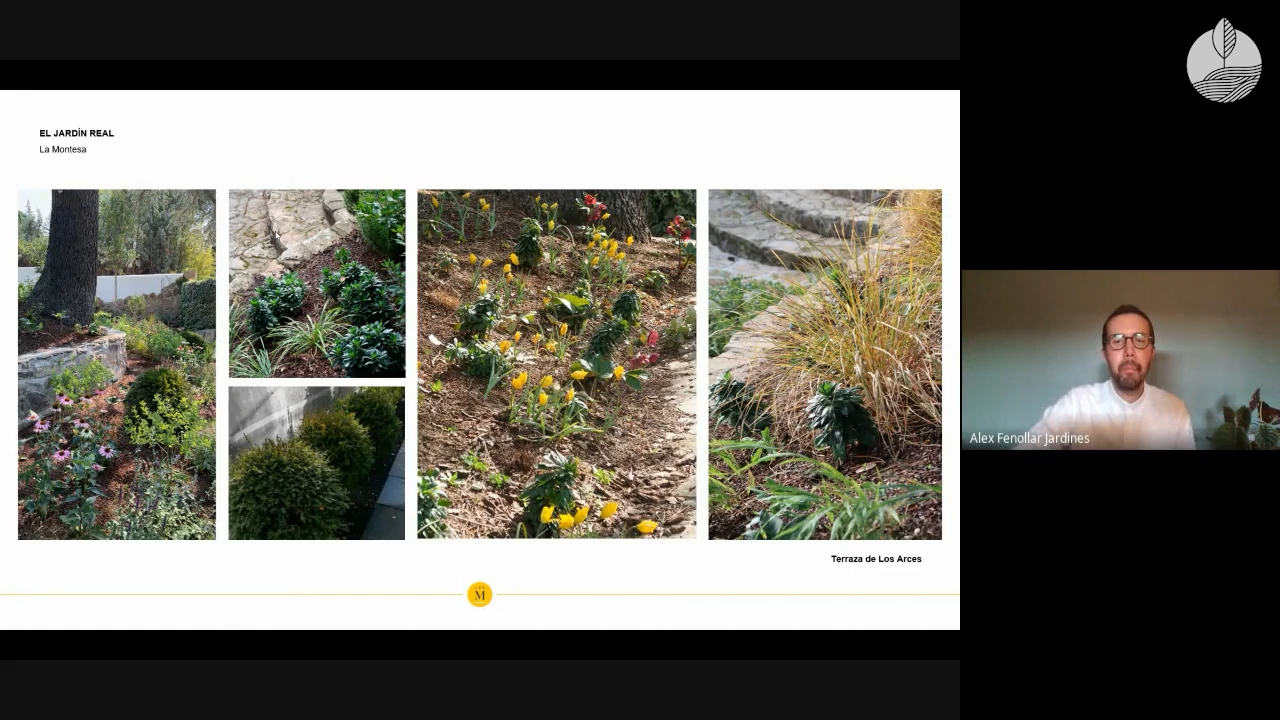 EL JARDÍN REAL
La Montesa
Terraza de Los Arces
M
Alex Fenollar Jardines